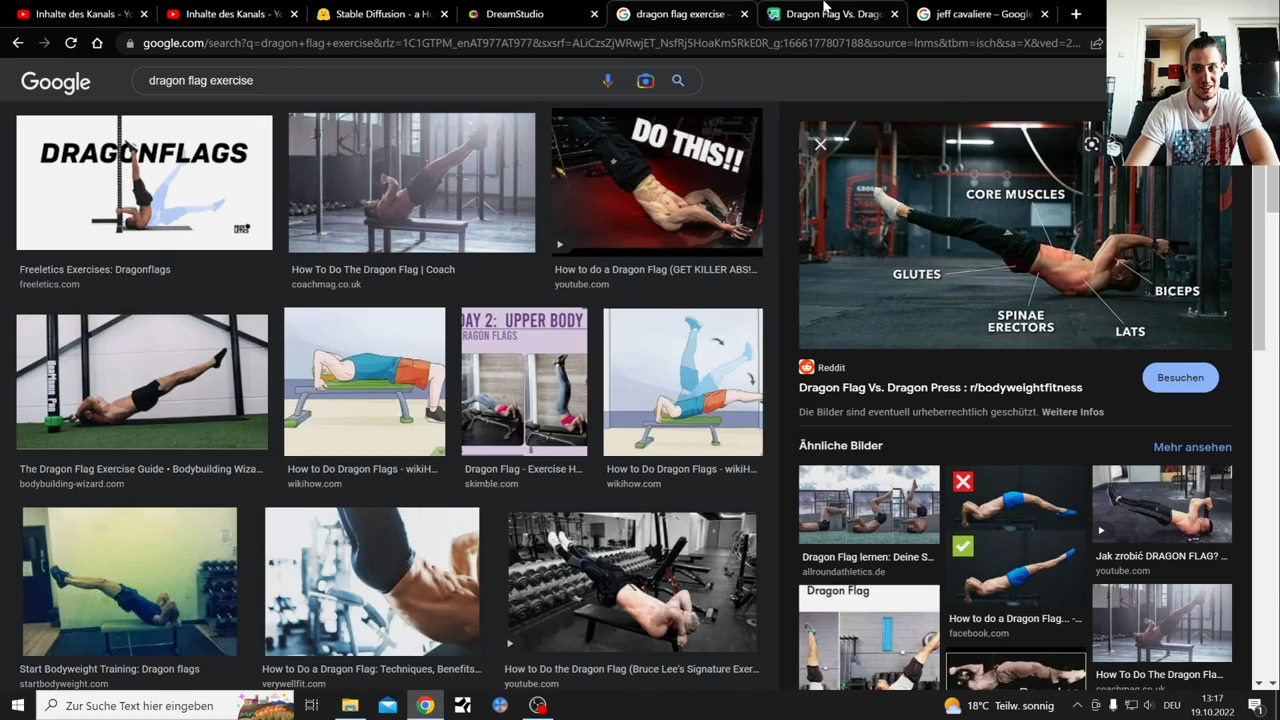 Inhalte des Kanals -
Inhalte des Kanals -
Stable Diffusion - a Hu
DreamStudio
dragon flag exercise –
Dragon Flag Vs. Drago
jeff cavaliere – Google
google.com/search?q=dragon+flag+exercise&rlz=1C1GTPM_enAT977AT977&sxsrf=ALiCzsZjWRwjET_NsfRj5HoaKm5RkE0R_g:1666177807188&source=lnms&tbm=isch&sa=X&ved=2...
Google
dragon flag exercise
DRAGONFLAGS
FREE
LETICS
Freeletics Exercises: Dragonflags
freeletics.com
How To Do The Dragon Flag | Coach
coachmag.co.uk
DO THIS!!
How to do a Dragon Flag (GET KILLER ABS!...
youtube.com
The Dragon Flag Exercise Guide • Bodybuilding Wiza...
bodybuilding-wizard.com
How to Do Dragon Flags - wikiH...
wikihow.com
DAY 2: UPPER BODY
DRAGON FLAGS
Dragon Flag - Exercise H...
skimble.com
How to Do Dragon Flags - wikiH...
wikihow.com
Start Bodyweight Training: Dragon flags
startbodyweight.com
How to Do a Dragon Flag: Techniques, Benefits...
verywellfit.com
How to Do the Dragon Flag (Bruce Lee's Signature Exer...
youtube.com
CORE MUSCLES
GLUTES
BICEPS
SPINAE
ERECTORS
LATS
Reddit
Dragon Flag Vs. Dragon Press : r/bodyweightfitness
Besuchen
Die Bilder sind eventuell urheberrechtlich geschützt. Weitere Infos
Ähnliche Bilder
Mehr ansehen
Dragon Flag lernen: Deine S...
allroundathletics.de
How to do a Dragon Flag... -...
facebook.com
Jak zrobić DRAGON FLAG? ...
youtube.com
Dragon Flag
How To Do The Dragon Fla...
coachmag.co.uk
Zur Suche Text hier eingeben
18°C Teilw. sonnig
DEU
13:17
19.10.2022
1